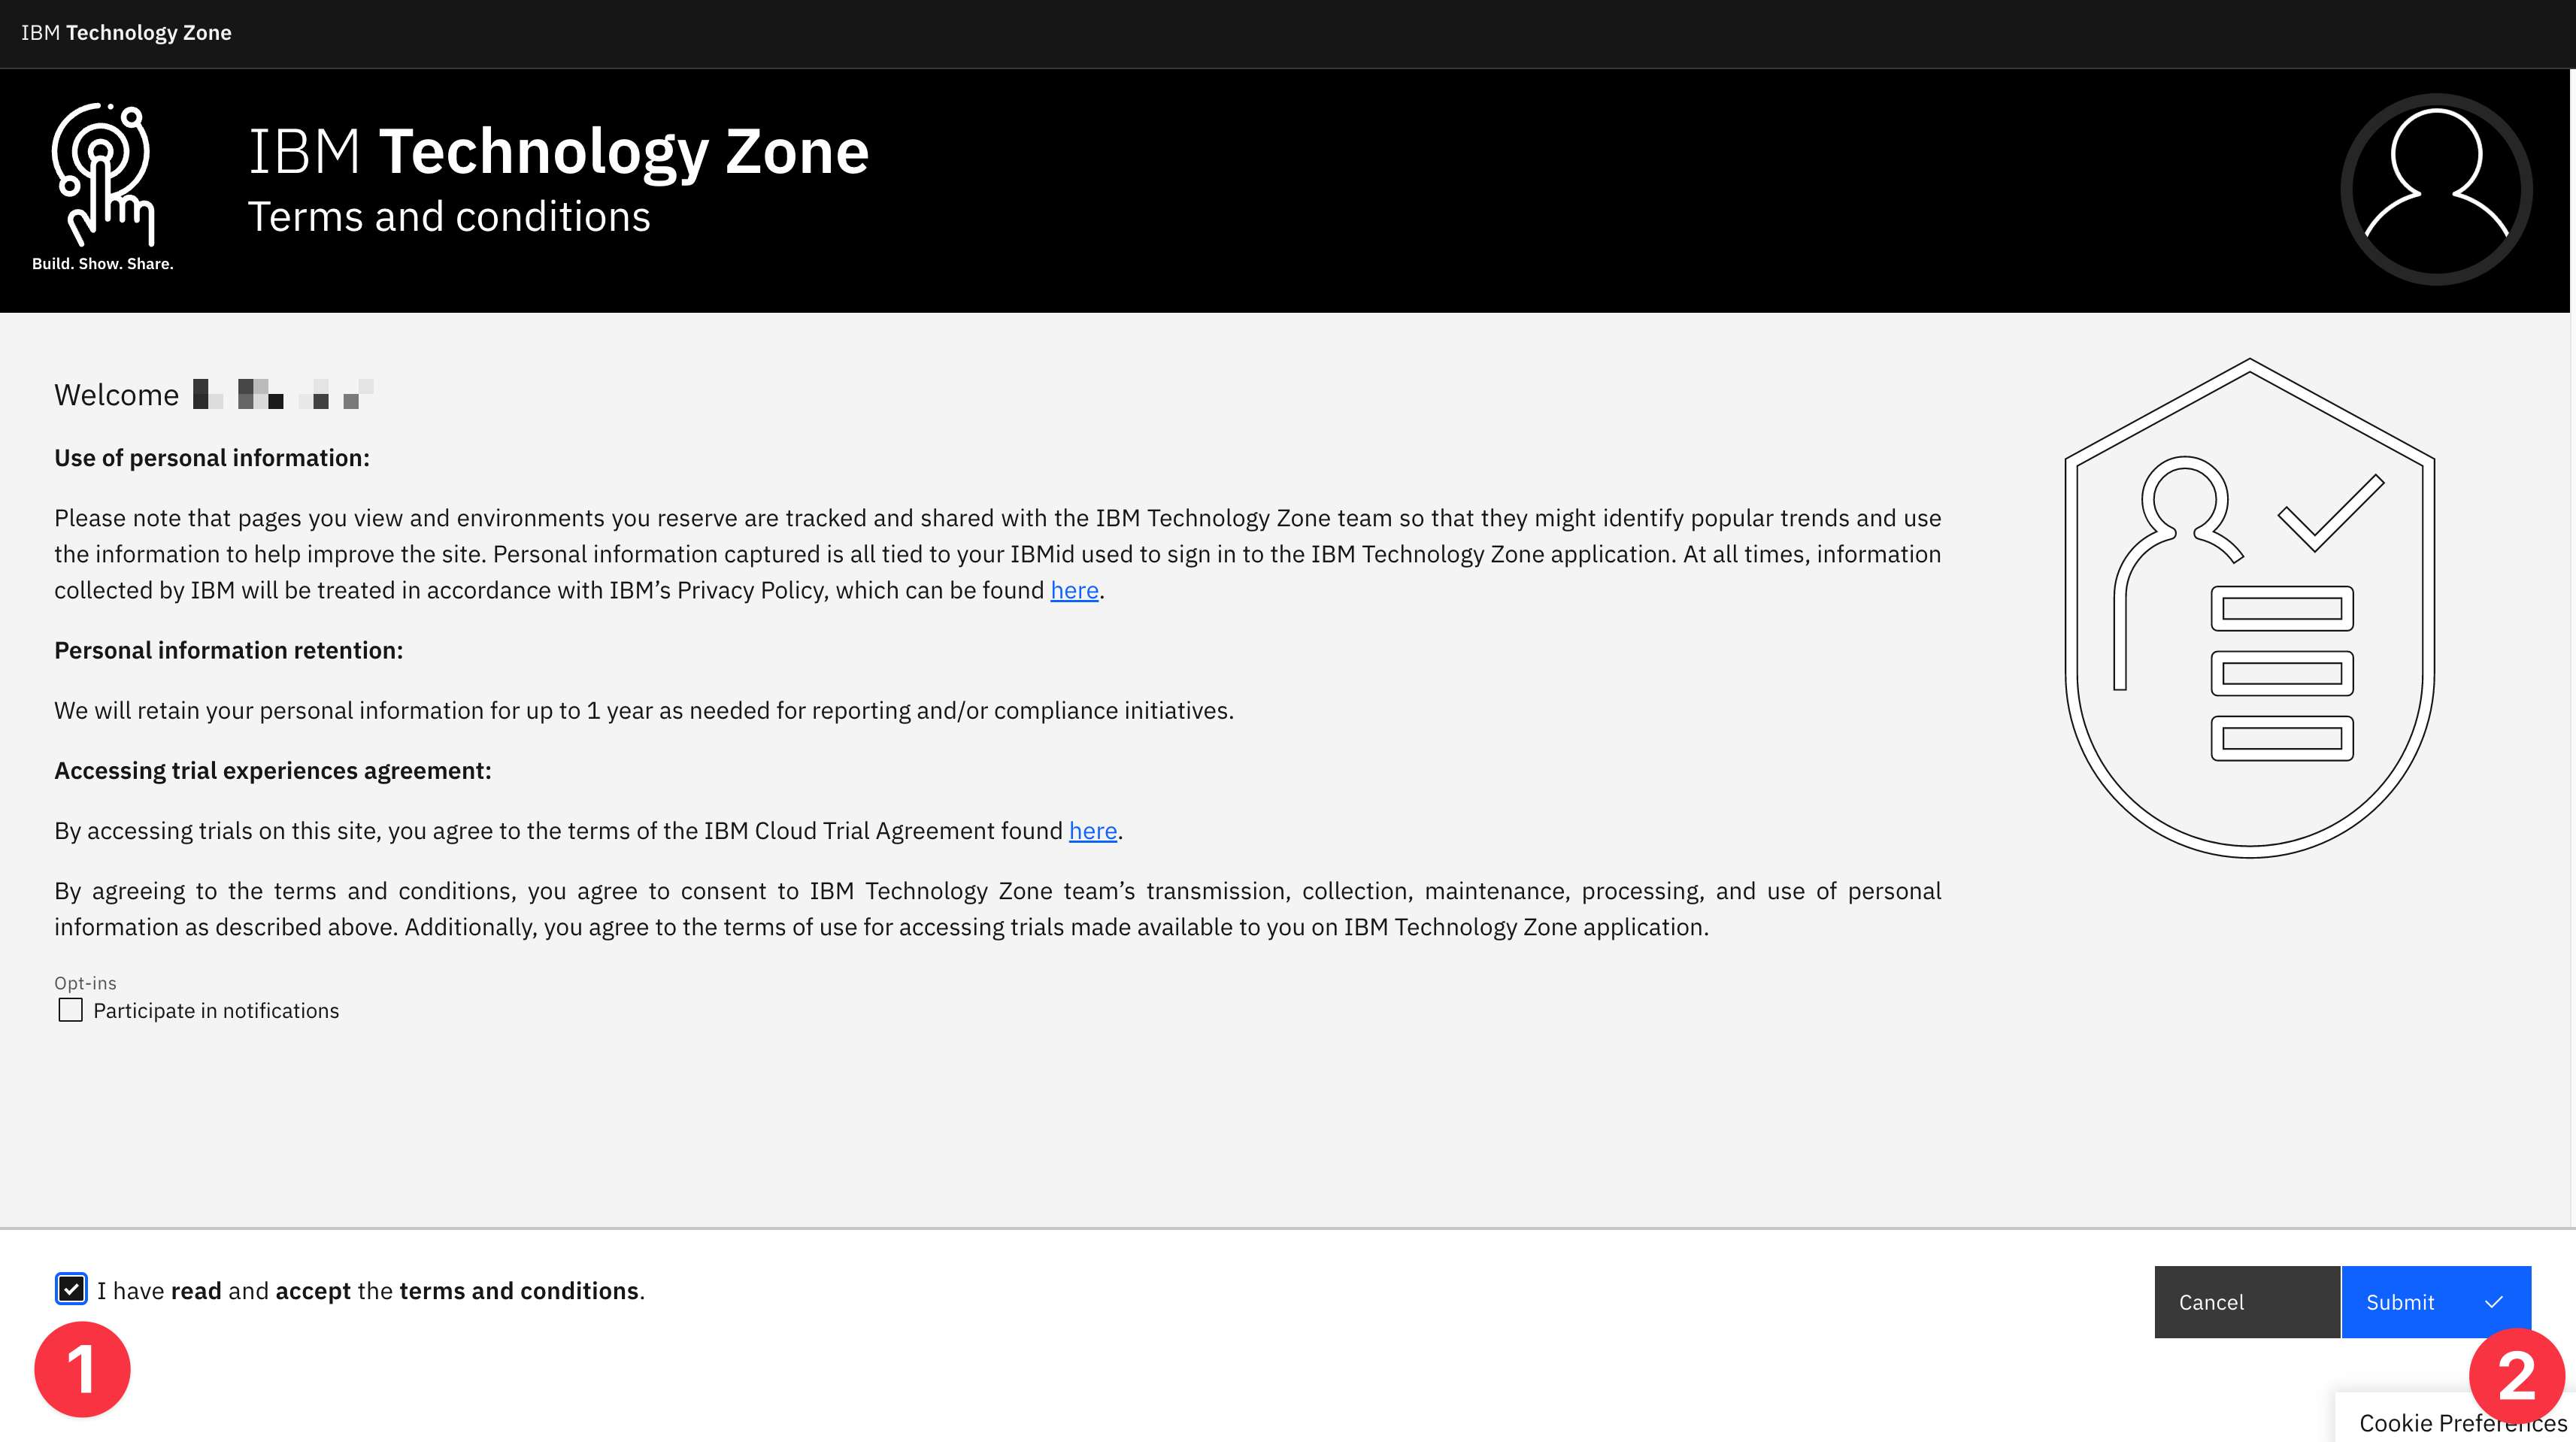 IBM Technology Zone
IBM Technology Zone
Terms and conditions
Build. Show. Share.
Welcome
Use of personal information:
Please note that pages you view and environments you reserve are tracked and shared with the IBM Technology Zone team so that they might identify popular trends and use
the information to help improve the site. Personal information captured is all tied to your IBMid used to sign in to the IBM Technology Zone application. At all times, information
collected by IBM will be treated in accordance with IBM’s Privacy Policy, which can be found here.
Personal information retention:
We will retain your personal information for up to 1 year as needed for reporting and/or compliance initiatives.
Accessing trial experiences agreement:
By accessing trials on this site, you agree to the terms of the IBM Cloud Trial Agreement found here.
By agreeing to the terms and conditions, you agree to consent to IBM Technology Zone team’s transmission, collection, maintenance, processing, and use of personal
information as described above. Additionally, you agree to the terms of use for accessing trials made available to you on IBM Technology Zone application.
Opt-ins
Participate in notifications
I have read and accept the terms and conditions.
Cancel
Submit
1
2
Cookie Preferences